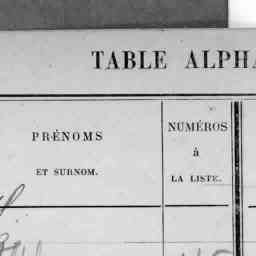 TABLE ALPHA
PRÉNOMS
ET SURNOM.
NUMÉROS
à
LA LISTE.